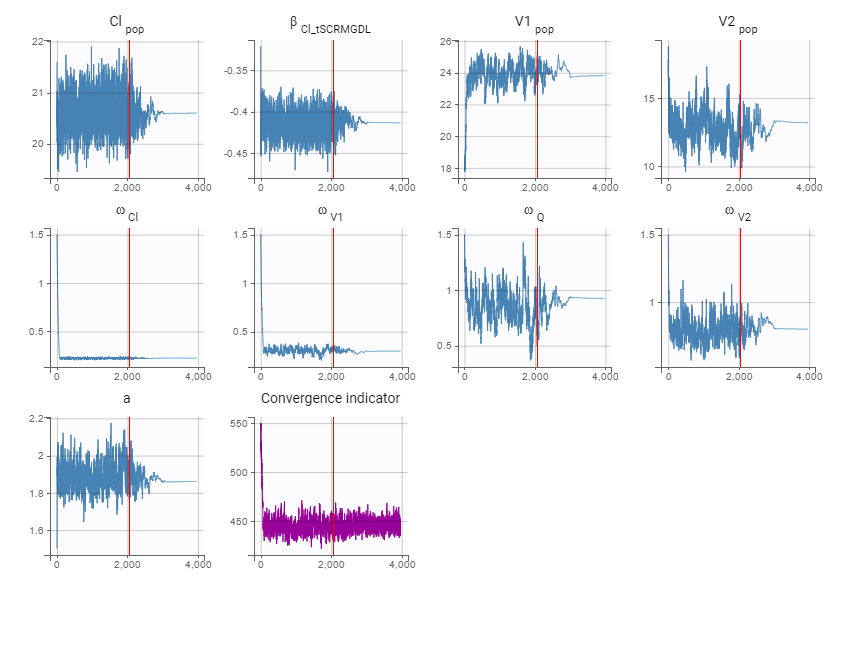 Cl pop
β Cl_tSCRMGDL
V1 pop
V2 pop
22
21
20
0 2,000 4,000
-0.35
-0.4
-0.45
0 2,000 4,000
26
24
22
20
18
0 2,000 4,000
15
10
0 2,000 4,000
ω Cl
ω V1
ω Q
ω V2
1.5
1
0.5
0 2,000 4,000
1.5
1
0.5
0 2,000 4,000
1.5
1
0.5
0 2,000 4,000
1
0 2,000 4,000
a
Convergence indicator
2.2
2
1.8
1.6
0 2,000 4,000
550
500
450
0 2,000 4,000